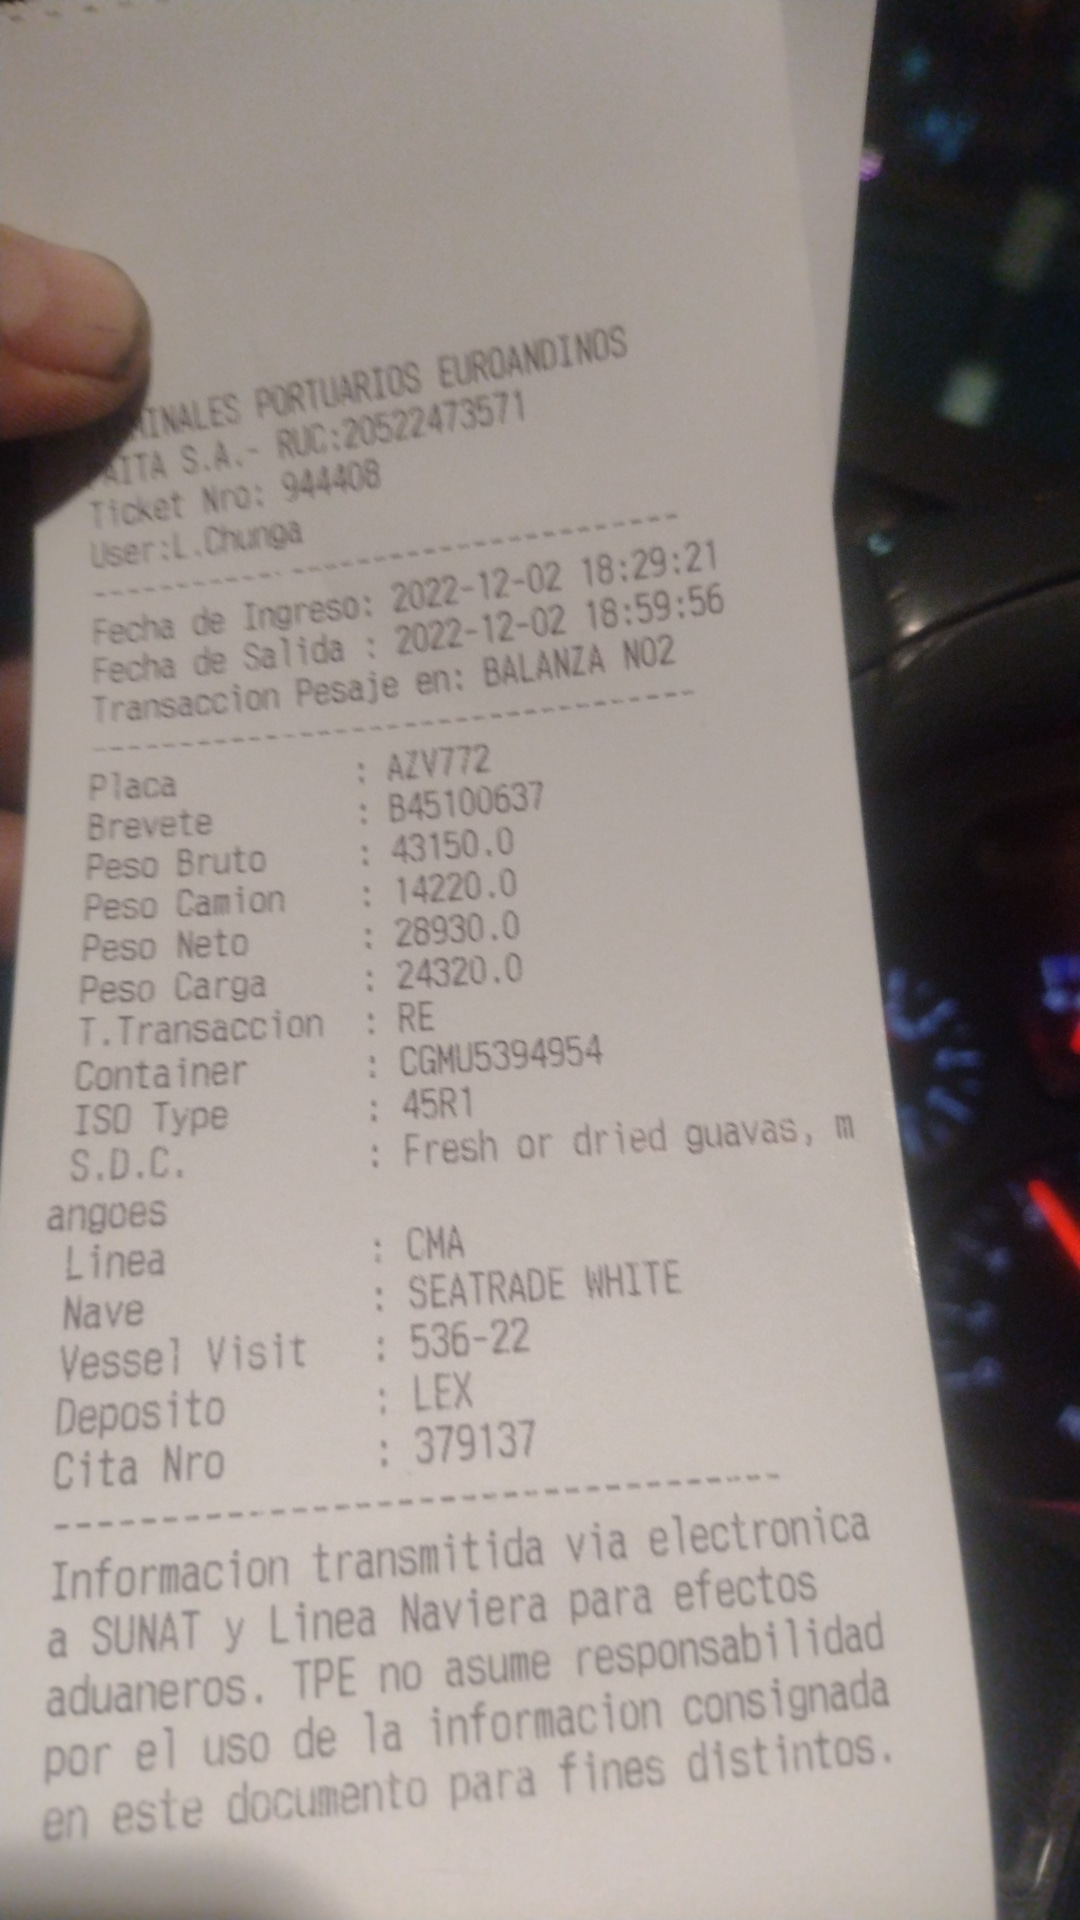 MINALES PORTUARIOS EUROANDINOS
AITA S.A.- RUC:20522473571
Ticket Nro: 944408
User:L.Chunga
Fecha de Ingreso: 2022-12-02 18:29:21
Fecha de Salida : 2022-12-02 18:59:56
Transaccion Pesaje en: BALANZA NO2
Placa : AZV772
Brevete : B45100637
Peso Bruto : 43150.0
Peso Camion : 14220.0
Peso Neto : 28930.0
Peso Carga : 24320.0
T.Transaccion : RE
Container : CGMU5394954
ISO Type : 45R1
S.D.C. : Fresh or dried guavas, m
angoes
Linea : CMA
Nave : SEATRADE WHITE
Vessel Visit : 536-22
Deposito : LEX
Cita Nro : 379137
Informacion transmitida via electronica
a SUNAT y Linea Naviera para efectos
aduaneros. TPE no asume responsabilidad
por el uso de la informacion consignada
en este documento para fines distintos.